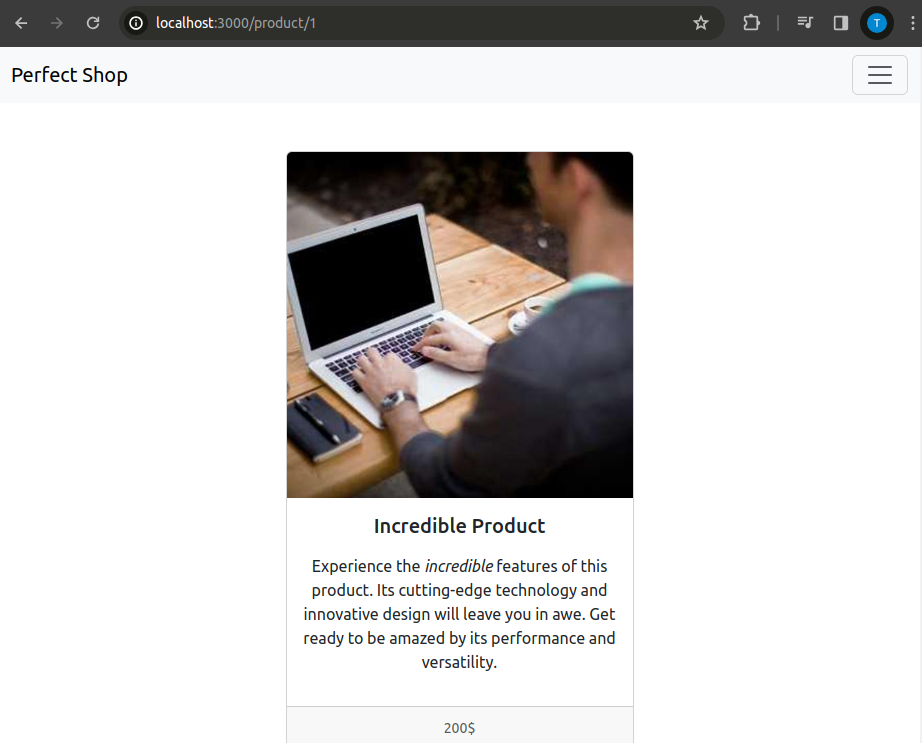 localhost:3000/product/1
T
Perfect Shop
Incredible Product
Experience the incredible features of this
product. Its cutting-edge technology and
innovative design will leave you in awe. Get
ready to be amazed by its performance and
versatility.
200$